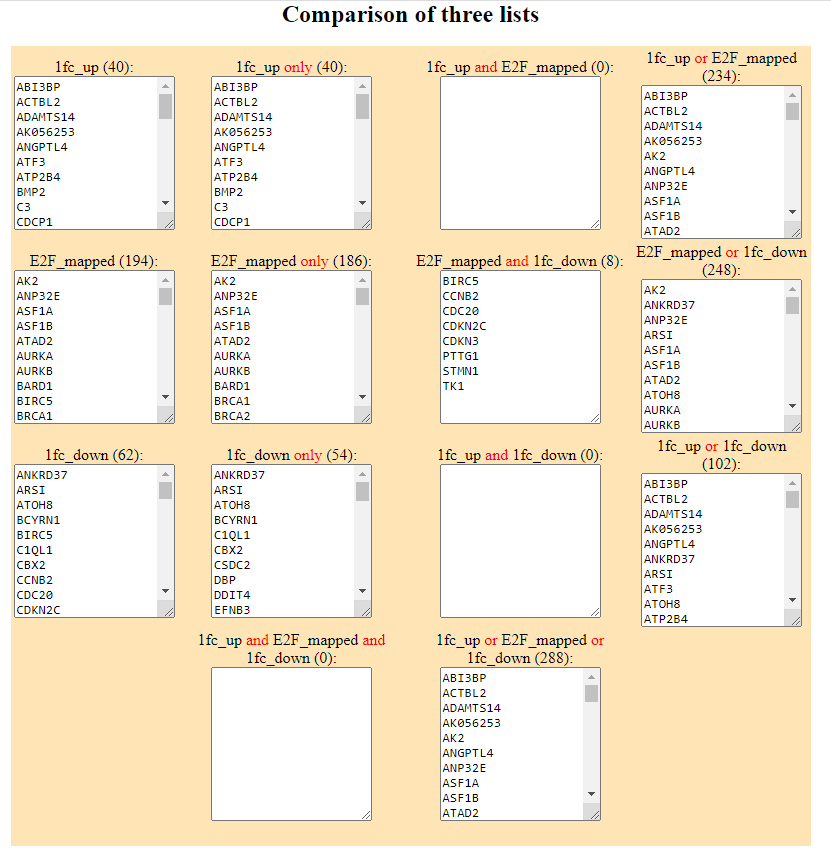 Comparison of three lists
1fc_up (40):
ABI3BP
ACTBL2
ADAMTS14
AK056253
ANGPTL4
ATF3
ATP2B4
BMP2
C3
CDCP1
1fc_up only (40):
ABI3BP
ACTBL2
ADAMTS14
AK056253
ANGPTL4
ATF3
ATP2B4
BMP2
C3
CDCP1
1fc_up and E2F_mapped (0):
1fc_up or E2F_mapped
(234):
ABI3BP
ACTBL2
ADAMTS14
AK056253
AK2
ANGPTL4
ANP32E
ASF1A
ASF1B
ATAD2
E2F_mapped (194):
AK2
ANP32E
ASF1A
ASF1B
ATAD2
AURKA
AURKB
BARD1
BIRC5
BRCA1
E2F_mapped only (186):
AK2
ANP32E
ASF1A
ASF1B
ATAD2
AURKA
AURKB
BARD1
BRCA1
BRCA2
E2F_mapped and 1fc_down (8):
BIRC5
CCNB2
CDC20
CDKN2C
CDKN3
PTTG1
STMN1
TK1
E2F_mapped or 1fc_down
(248):
AK2
ANKRD37
ANP32E
ARSI
ASF1A
ASF1B
ATAD2
ATOH8
AURKA
AURKB
1fc_down (62):
ANKRD37
ARSI
ATOH8
BCYRN1
BIRC5
C1QL1
CBX2
CCNB2
CDC20
CDKN2C
1fc_down only (54):
ANKRD37
ARSI
ATOH8
BCYRN1
C1QL1
CBX2
CSDC2
DBP
DDIT4
EFNB3
1fc_up and 1fc_down (0):
1fc_up or 1fc_down
(102):
ABI3BP
ACTBL2
ADAMTS14
AK056253
ANGPTL4
ANKRD37
ARSI
ATF3
ATOH8
ATP2B4
1fc_up and E2F_mapped and
1fc_down (0):
1fc_up or E2F_mapped or
1fc_down (288):
ABI3BP
ACTBL2
ADAMTS14
AK056253
AK2
ANGPTL4
ANP32E
ASF1A
ASF1B
ATAD2